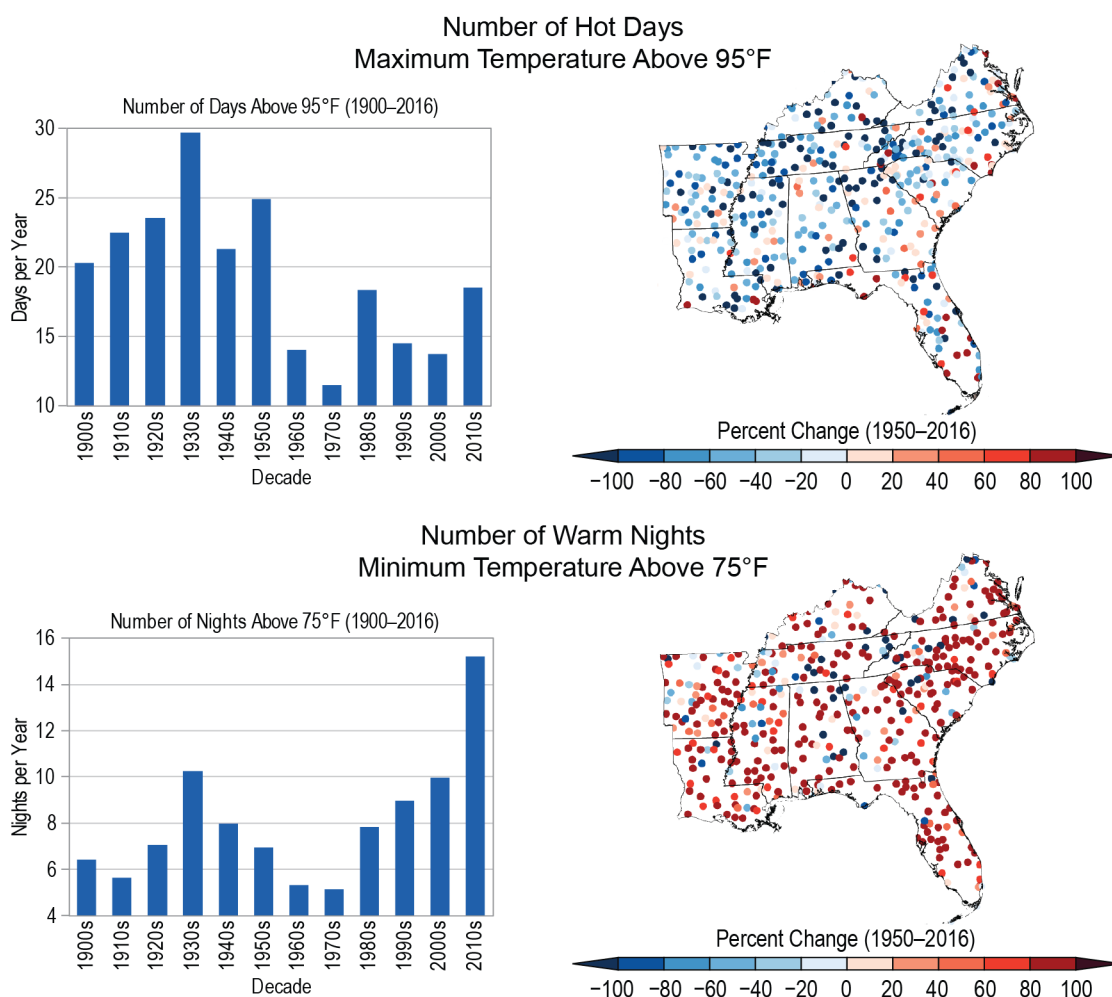 Number of Hot Days
Maximum Temperature Above 95°F
Number of Days Above 95°F (1900–2016)
Days per Year
30
25
20
15
10
1900s
1910s
1920s
1930s
1940s
1950s
1960s
1970s
1980s
1990s
2000s
2010s
Decade
Percent Change (1950–2016)
−100 −80 −60 −40 −20 0 20 40 60 80 100
Number of Warm Nights
Minimum Temperature Above 75°F
Number of Nights Above 75°F (1900–2016)
Nights per Year
16
14
12
10
8
6
4
1900s
1910s
1920s
1930s
1940s
1950s
1960s
1970s
1980s
1990s
2000s
2010s
Decade
Percent Change (1950–2016)
−100 −80 −60 −40 −20 0 20 40 60 80 100